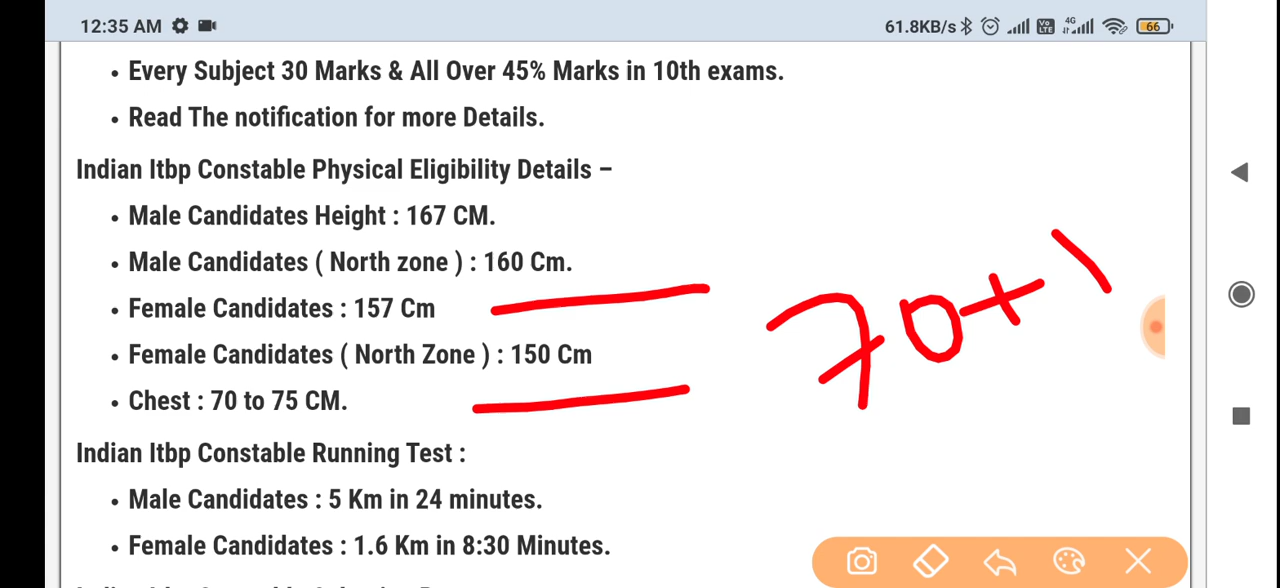 12:35 AM 61.8KB/s Vo LTE 4G 66
• Every Subject 30 Marks & All Over 45% Marks in 10th exams.
• Read The notification for more Details.
Indian Itbp Constable Physical Eligibility Details –
• Male Candidates Height : 167 CM.
• Male Candidates ( North zone ) : 160 Cm.
• Female Candidates : 157 Cm
• Female Candidates ( North Zone ) : 150 Cm
• Chest : 70 to 75 CM.
70+1
Indian Itbp Constable Running Test :
• Male Candidates : 5 Km in 24 minutes.
• Female Candidates : 1.6 Km in 8:30 Minutes.